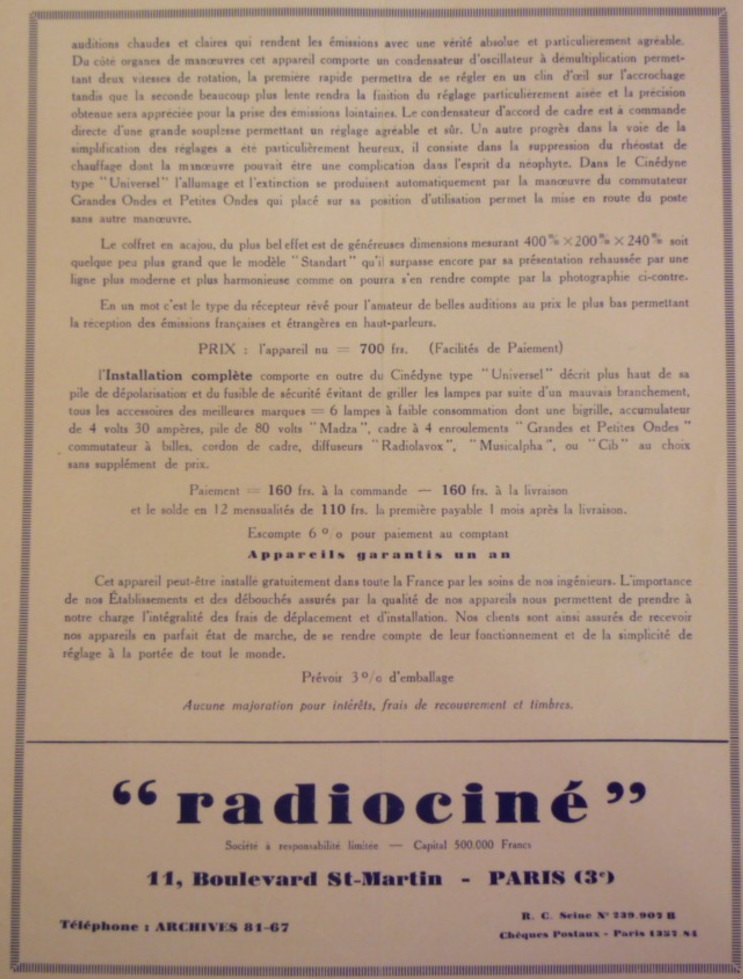 auditions chaudes et claires qui rendent les émissions avec une vérité absolue et particulièrement agréable.
Du côté organes de manœuvres cet appareil comporte un condensateur d'oscillateur à démultiplication permet-
tant deux vitesses de rotation, la première rapide permettra de se régler en un clin d'œil sur l'accrochage
tandis que la seconde beaucoup plus lente rendra la finition du réglage particulièrement aisée et la précision
obtenue sera appréciée pour la prise des émissions lointaines. Le condensateur d'accord de cadre est à commande
directe d'une grande souplesse permettant un réglage agréable et sûr. Un autre progrès dans la voie de la
simplification des réglages a été particulièrement heureux, il consiste dans la suppression du rhéostat de
chauffage dont la manœuvre pouvait être une complication dans l'esprit du néophyte. Dans le Cinédyne
type "Universel" l'allumage et l'extinction se produisent automatiquement par la manœuvre du commutateur
Grandes Ondes et Petites Ondes qui placé sur sa position d'utilisation permet la mise en route du poste
sans autre manœuvre.
Le coffret en acajou, du plus bel effet est de généreuses dimensions mesurant 400 m/m × 200 m/m × 240 m/m soit
quelque peu plus grand que le modèle "Standart" qu'il surpasse encore par sa présentation rehaussée par une
ligne plus moderne et plus harmonieuse comme on pourra s'en rendre compte par la photographie ci-contre.
En un mot c'est le type du récepteur rêvé pour l'amateur de belles auditions au prix le plus bas permettant
la réception des émissions françaises et étrangères en haut-parleurs.
PRIX : l'appareil nu = 700 frs. (Facilités de Paiement)
l'Installation complète comporte en outre du Cinédyne type "Universel" décrit plus haut de sa
pile de dépolarisation et du fusible de sécurité évitant de griller les lampes par suite d'un mauvais branchement,
tous les accessoires des meilleures marques = 6 lampes à faible consommation dont une bigrille, accumulateur
de 4 volts 30 ampères, pile de 80 volts "Madza", cadre à 4 enroulements "Grandes et Petites Ondes"
commutateur à billes, cordon de cadre, diffuseurs "Radiolavox", "Musicalpha", ou "Cib" au choix
sans supplément de prix.
Paiement = 160 frs. à la commande — 160 frs. à la livraison
et le solde en 12 mensualités de 110 frs. la première payable 1 mois après la livraison.
Escompte 6 % pour paiement au comptant
Appareils garantis un an
Cet appareil peut-être installé gratuitement dans toute la France par les soins de nos ingénieurs. L'importance
de nos Établissements et des débouchés assurés par la qualité de nos appareils nous permettent de prendre à
notre charge l'intégralité des frais de déplacement et d'installation. Nos clients sont ainsi assurés de recevoir
nos appareils en parfait état de marche, de se rendre compte de leur fonctionnement et de la simplicité de
réglage à la portée de tout le monde.
Prévoir 3 % d'emballage
Aucune majoration pour intérêts, frais de recouvrement et timbres.
"radiociné"
Société à responsabilité limitée — Capital 500.000 Francs
11, Boulevard St-Martin - PARIS (3e)
Téléphone : ARCHIVES 81-67
R. C. Seine N° 239.902 B
Chèques Postaux - Paris 1357.84